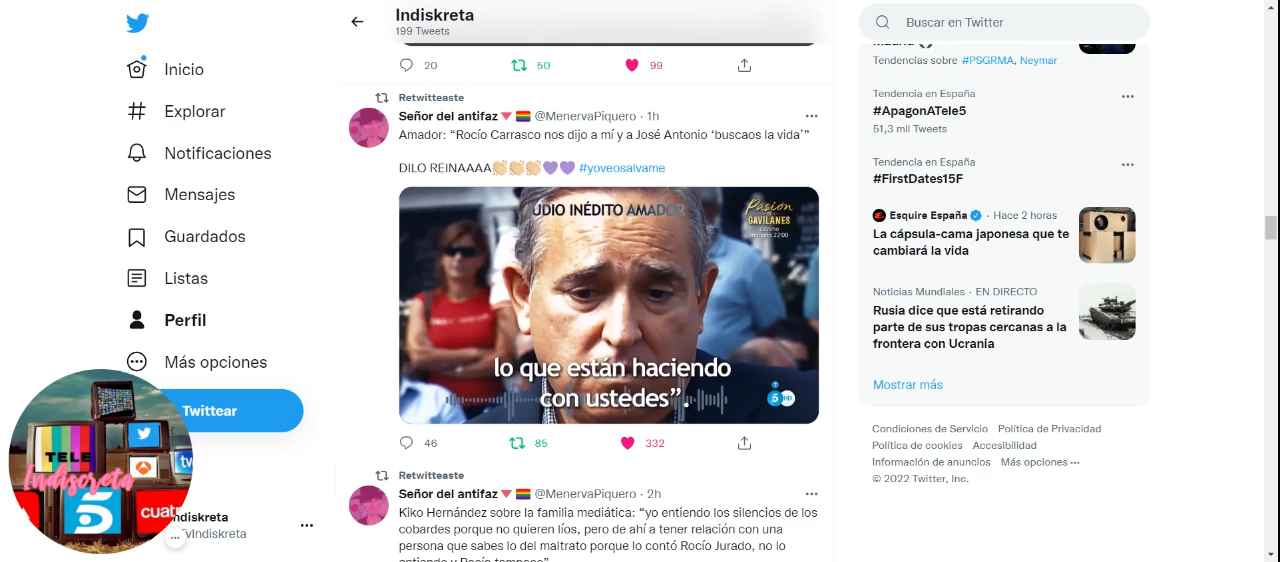 Inicio
Explorar
Notificaciones
Mensajes
Guardados
Listas
Perfil
Más opciones
Twittear
TELE
Indiscreta
5
cuat
tv
ndiskreta
vIndiskreta
Indiskreta
199 Tweets
20
50
99
Retwitteaste
Señor del antifaz @MenervaPiquero · 1h
Amador: “Rocío Carrasco nos dijo a mí y a José Antonio ‘buscaos la vida’”
DILO REINAAAA #yoveosalvame
UDIO INÉDITO AMADOR
Pasión
de
GAVILANES
22:00
lo que están haciendo
con ustedes”.
5 HD
46
85
332
Retwitteaste
Señor del antifaz @MenervaPiquero · 2h
Kiko Hernández sobre la familia mediática: “yo entiendo los silencios de los
cobardes porque no quieren líos, pero de ahí a tener relación con una
persona que sabes lo del maltrato porque lo contó Rocío Jurado, no lo
entiendo y Rocío tampoco”
Buscar en Twitter
Madrid
Tendencias sobre #PSGRMA, Neymar
Tendencia en España
#ApagonATele5
51,3 mil Tweets
Tendencia en España
#FirstDates15F
Esquire España · Hace 2 horas
La cápsula-cama japonesa que te
cambiará la vida
Noticias Mundiales · EN DIRECTO
Rusia dice que está retirando
parte de sus tropas cercanas a la
frontera con Ucrania
Mostrar más
Condiciones de Servicio Política de Privacidad
Política de cookies Accesibilidad
Información de anuncios Más opciones ···
© 2022 Twitter, Inc.